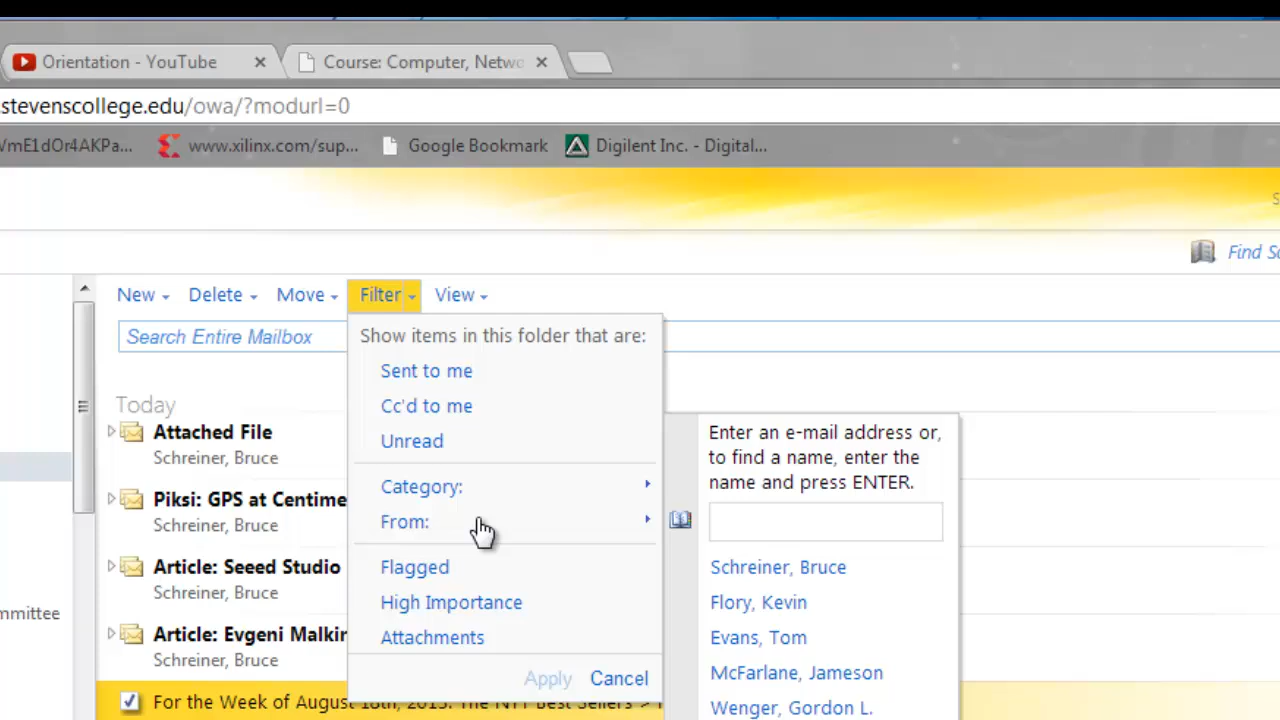 Orientation - YouTube
Course: Computer, Netwo
stevenscollege.edu/owa/?modurl=0
VmE1dOr4AKPa...
www.xilinx.com/sup...
Google Bookmark
Digilent Inc. - Digital...
Find So
New
Delete
Move
Filter
View
Search Entire Mailbox
Show items in this folder that are:
Sent to me
Cc'd to me
Unread
Category:
From:
Flagged
High Importance
Attachments
Apply
Cancel
Enter an e-mail address or,
to find a name, enter the
name and press ENTER.
Schreiner, Bruce
Flory, Kevin
Evans, Tom
McFarlane, Jameson
Wenger, Gordon L.
Today
Attached File
Schreiner, Bruce
Piksi: GPS at Centime
Schreiner, Bruce
Article: Seeed Studio
Schreiner, Bruce
Article: Evgeni Malkin
Schreiner, Bruce
mmittee
For the Week of August 18th, 2013: The NYT Best Sellers >